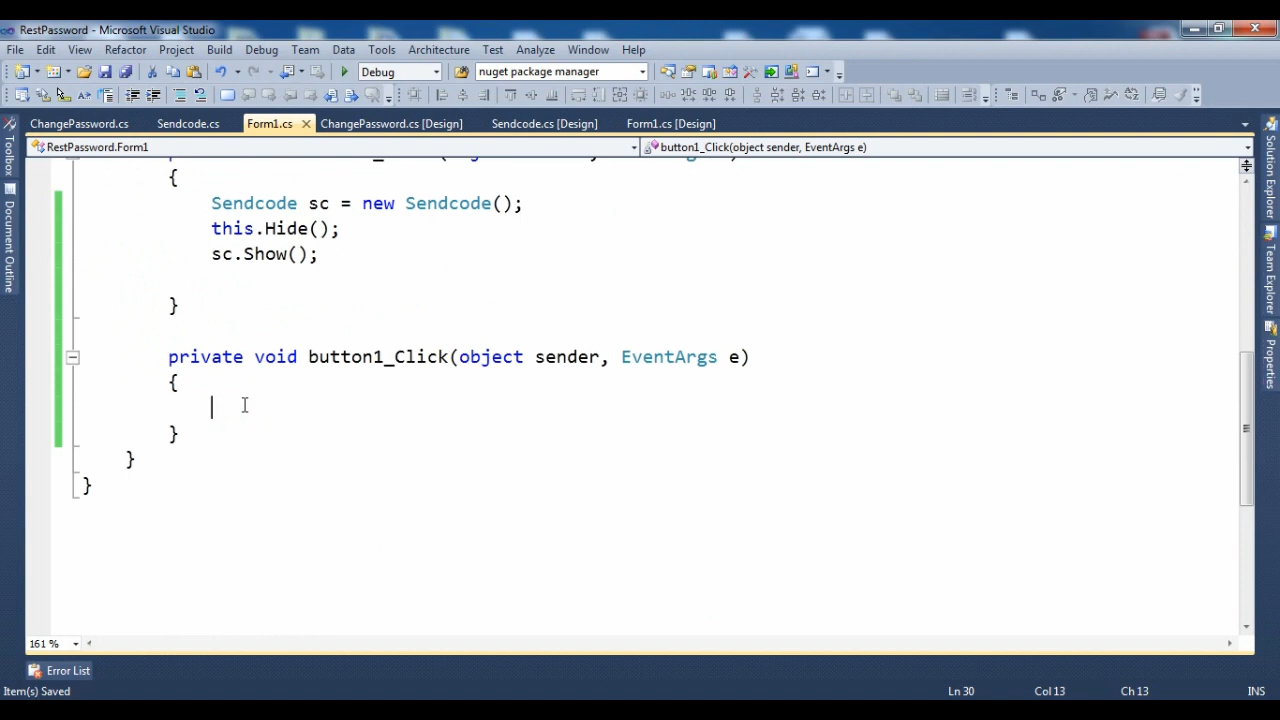 RestPassword - Microsoft Visual Studio
File Edit View Refactor Project Build Debug Team Data Tools Architecture Test Analyze Window Help
Debug nuget package manager
ChangePassword.cs Sendcode.cs Form1.cs ChangePassword.cs [Design] Sendcode.cs [Design] Form1.cs [Design]
RestPassword.Form1 button1_Click(object sender, EventArgs e)
{
Sendcode sc = new Sendcode();
this.Hide();
sc.Show();
}
private void button1_Click(object sender, EventArgs e)
{
}
}
}
Toolbox
Document Outline
Solution Explorer
Team Explorer
Properties
161 %
Error List
Item(s) Saved Ln 30 Col 13 Ch 13 INS